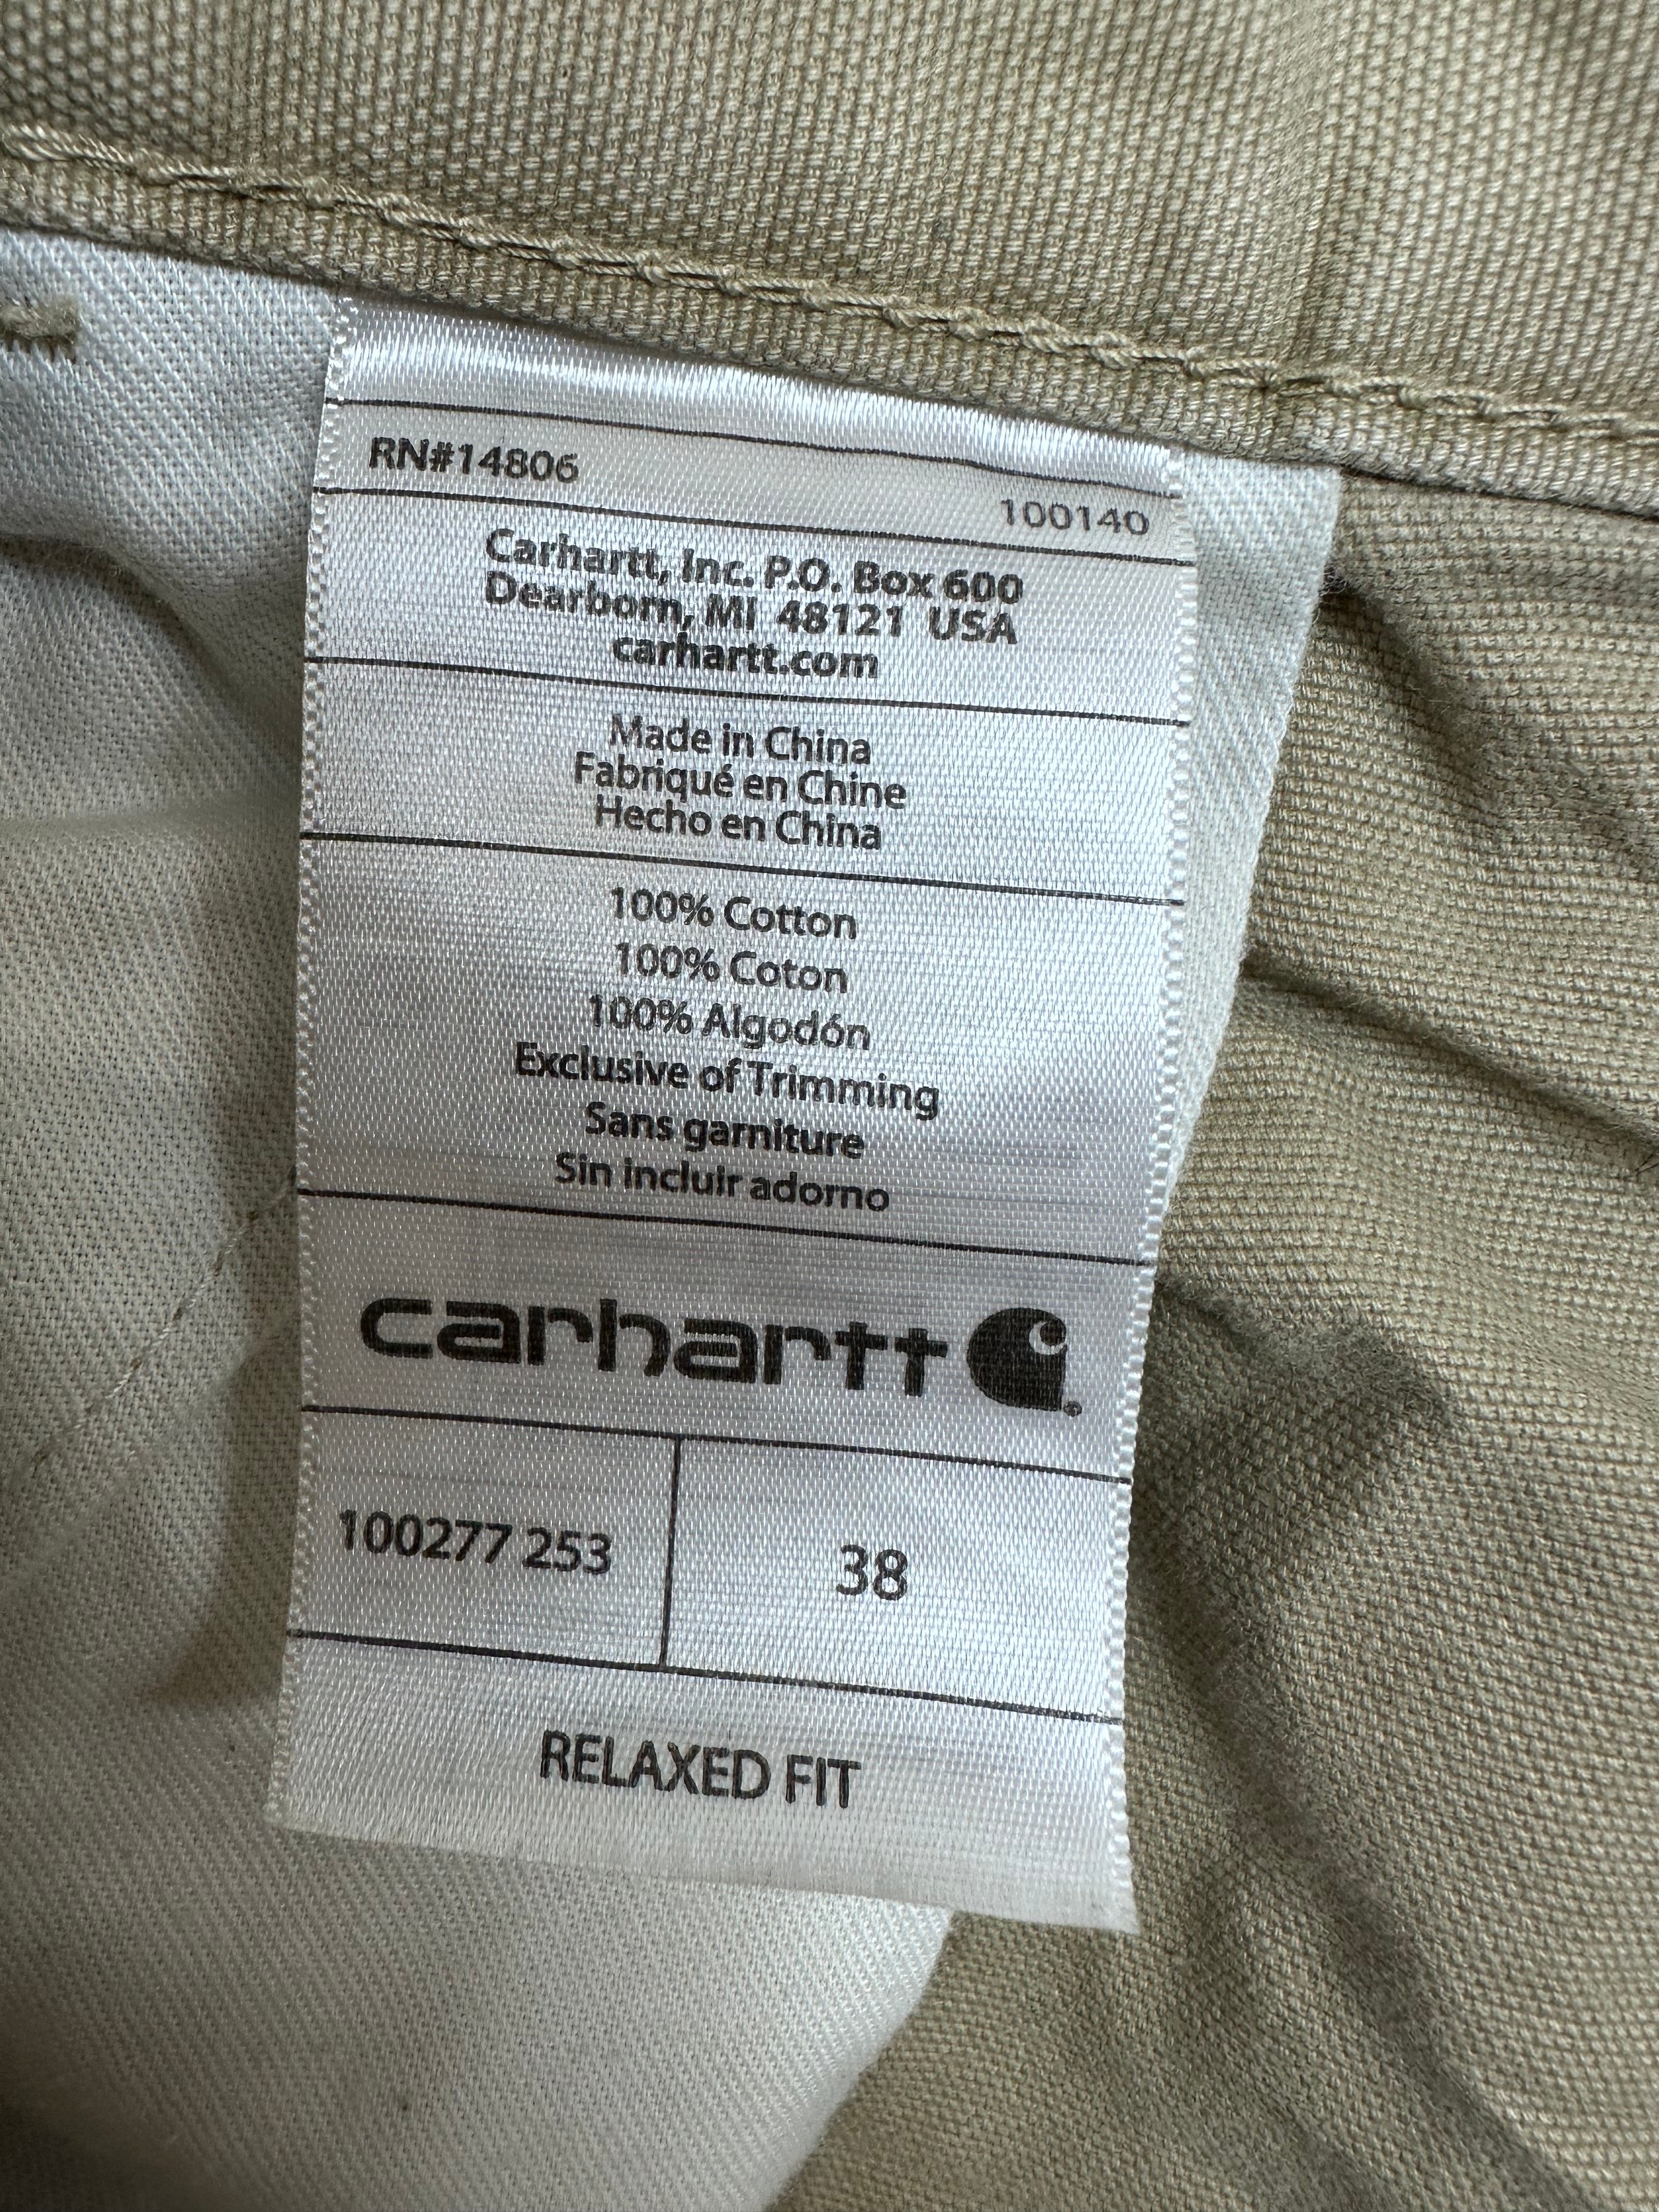 RN#14806
100140
Carhartt, Inc. P.O. Box 600
Dearborn, MI 48121 USA
carhartt.com
Made in China
Fabriqué en Chine
Hecho en China
100% Cotton
100% Coton
100% Algodón
Exclusive of Trimming
Sans garniture
Sin incluir adorno
carhartt
100277 253
38
RELAXED FIT